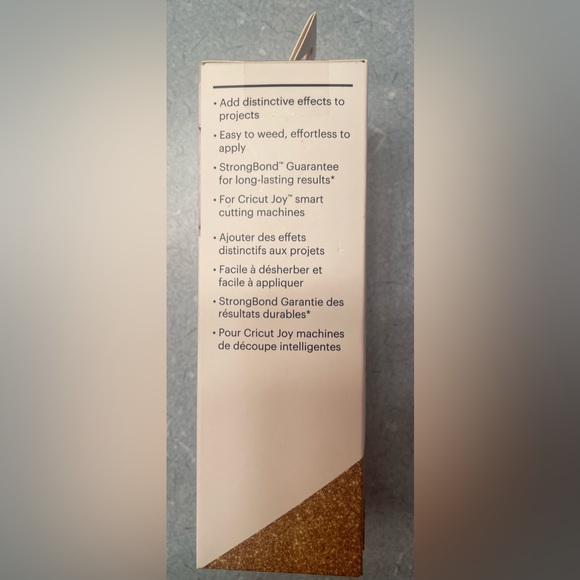 • Add distinctive effects to
projects
• Easy to weed, effortless to
apply
• StrongBond™ Guarantee
for long-lasting results*
• For Cricut Joy™ smart
cutting machines
• Ajouter des effets
distinctifs aux projets
• Facile à désherber et
facile à appliquer
• StrongBond Garantie des
résultats durables*
• Pour Cricut Joy machines
de découpe intelligentes